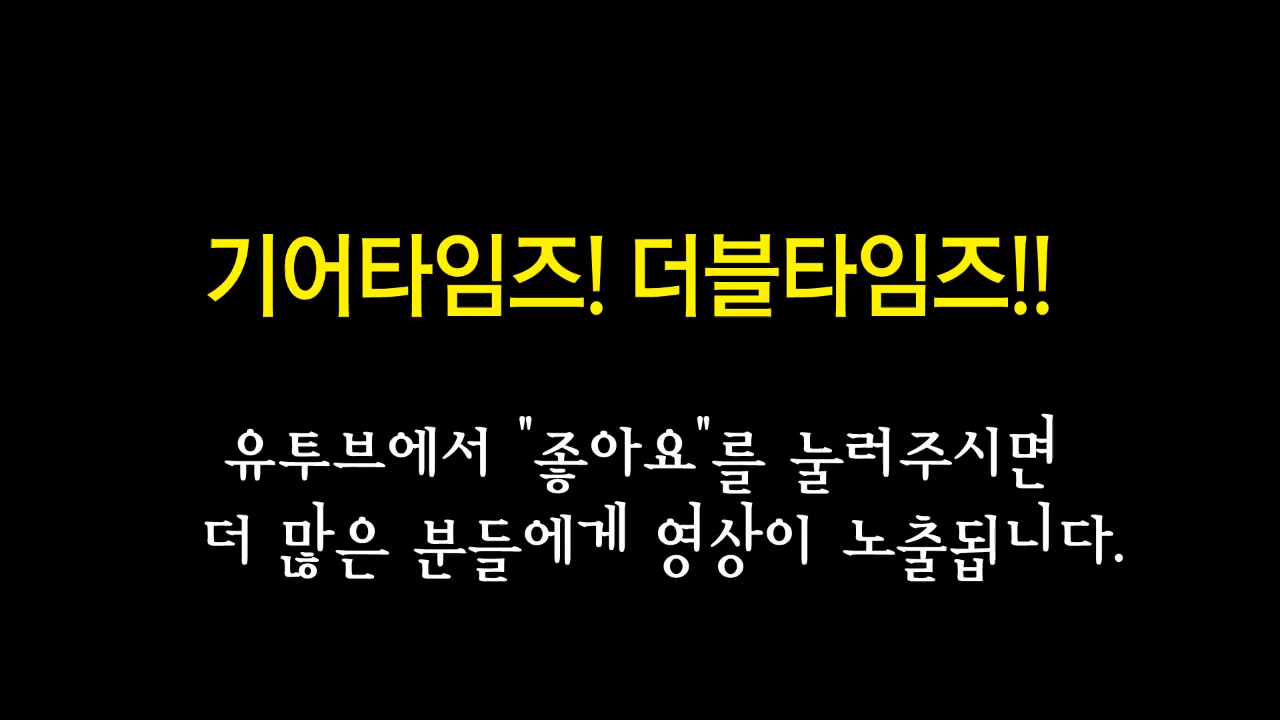 기어타임즈! 더블타임즈!!
유투브에서 "좋아요"를 눌러주시면
더 많은 분들에게 영상이 노출됩니다.